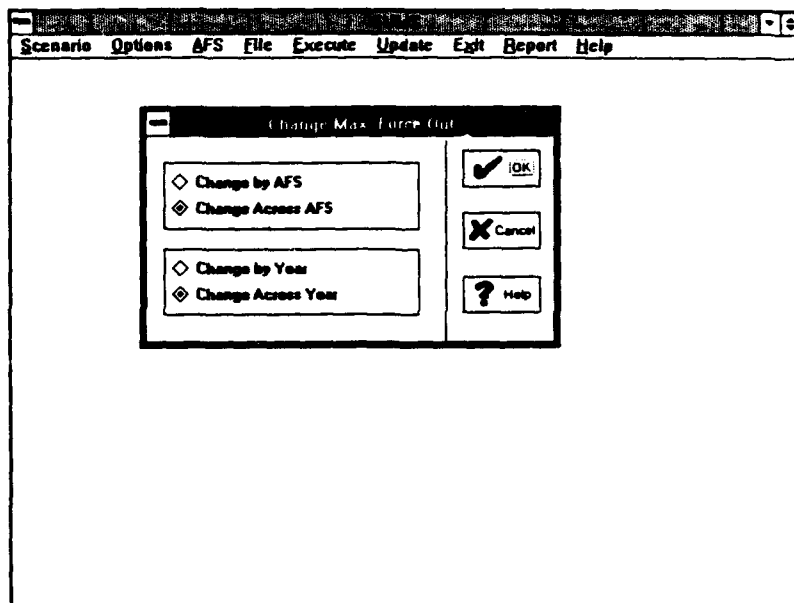 Scenario Options AFS File Execute Update Exit Report Help
Change Max Force Out
Change by AFS
Change Across AFS
Change by Year
Change Across Year
OK
Cancel
Help